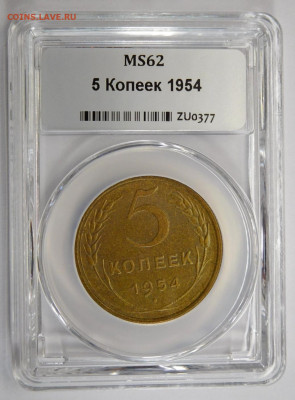 COINS.LAVE.RU
MS62
5 Копеек 1954
ZU0377
5
КОПЕЕК
1954